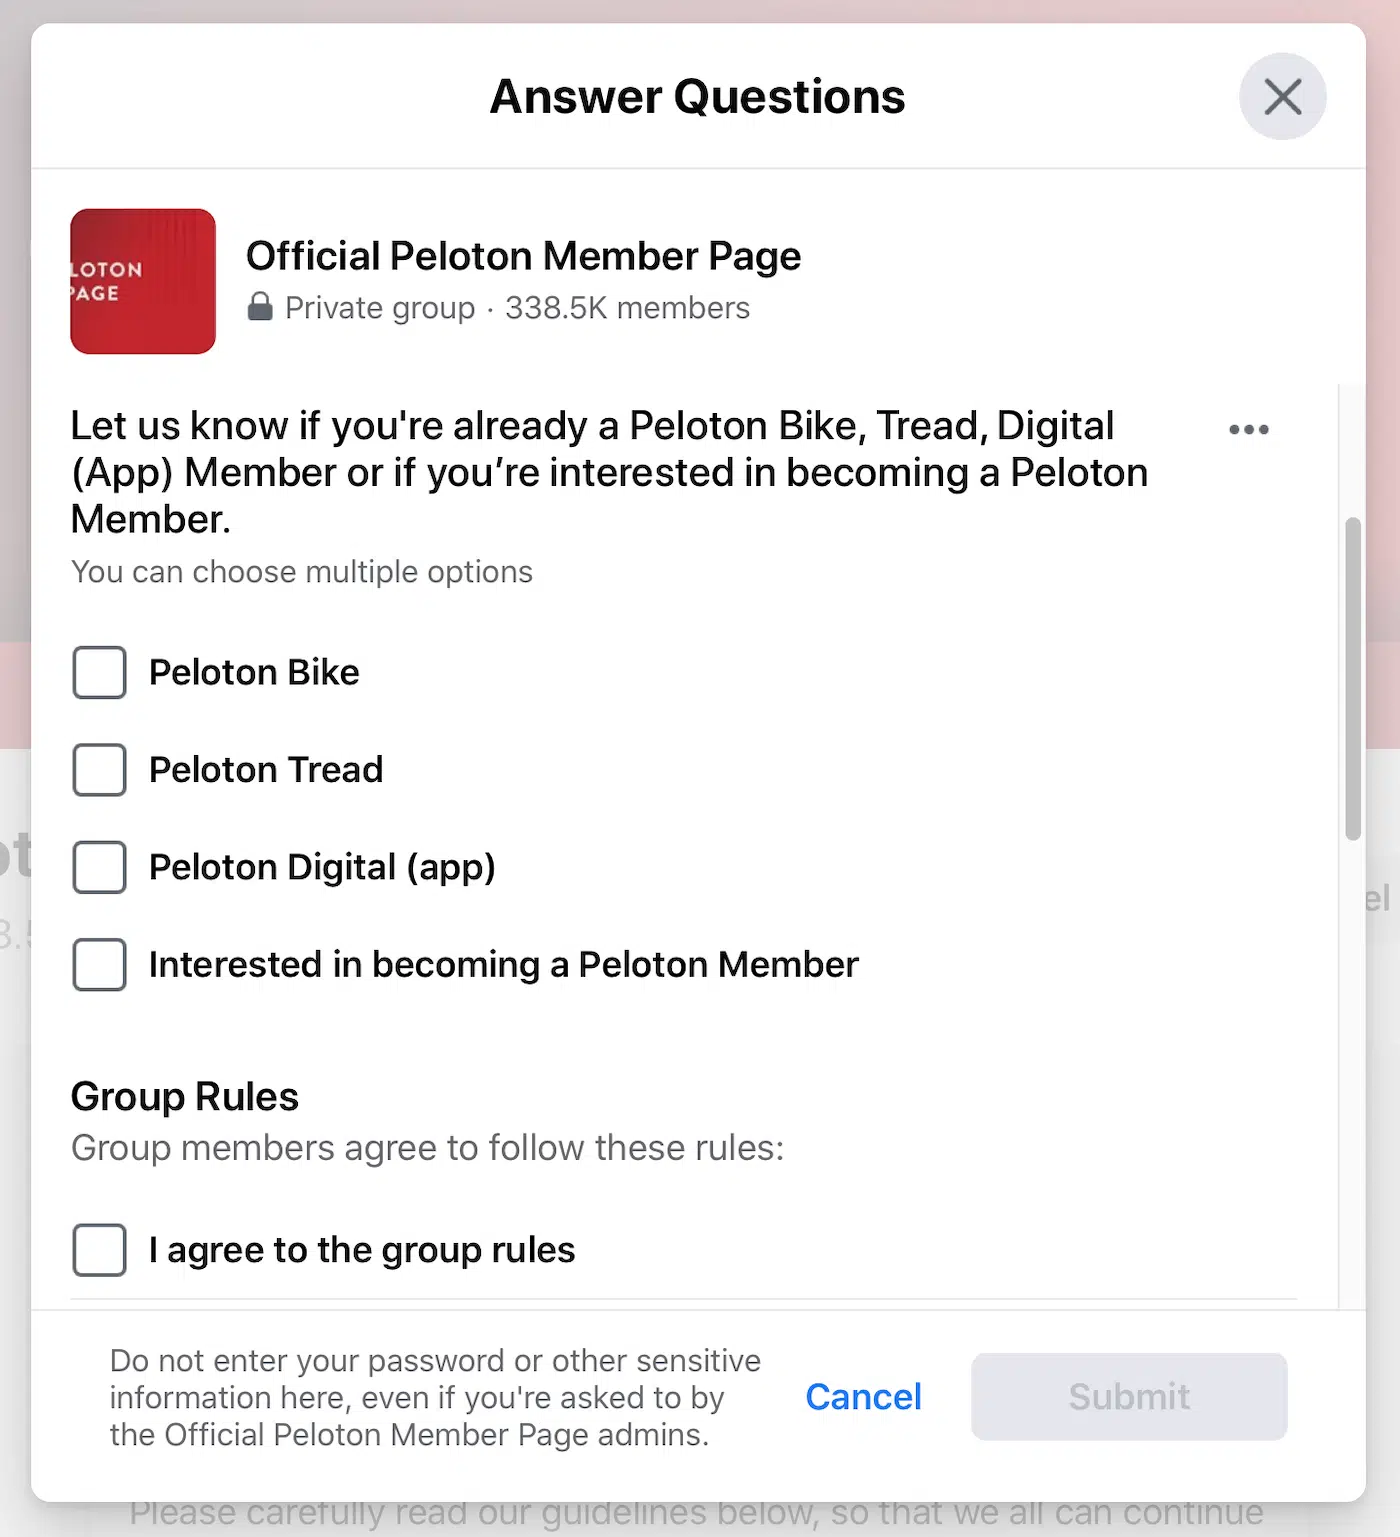 Answer Questions
LOTON
PAGE
Official Peloton Member Page
Private group · 338.5K members
Let us know if you're already a Peloton Bike, Tread, Digital
(App) Member or if you’re interested in becoming a Peloton
Member.
You can choose multiple options
Peloton Bike
Peloton Tread
Peloton Digital (app)
Interested in becoming a Peloton Member
Group Rules
Group members agree to follow these rules:
I agree to the group rules
Do not enter your password or other sensitive
information here, even if you're asked to by
the Official Peloton Member Page admins.
Cancel
Submit
Please carefully read our guidelines below, so that we all can continue